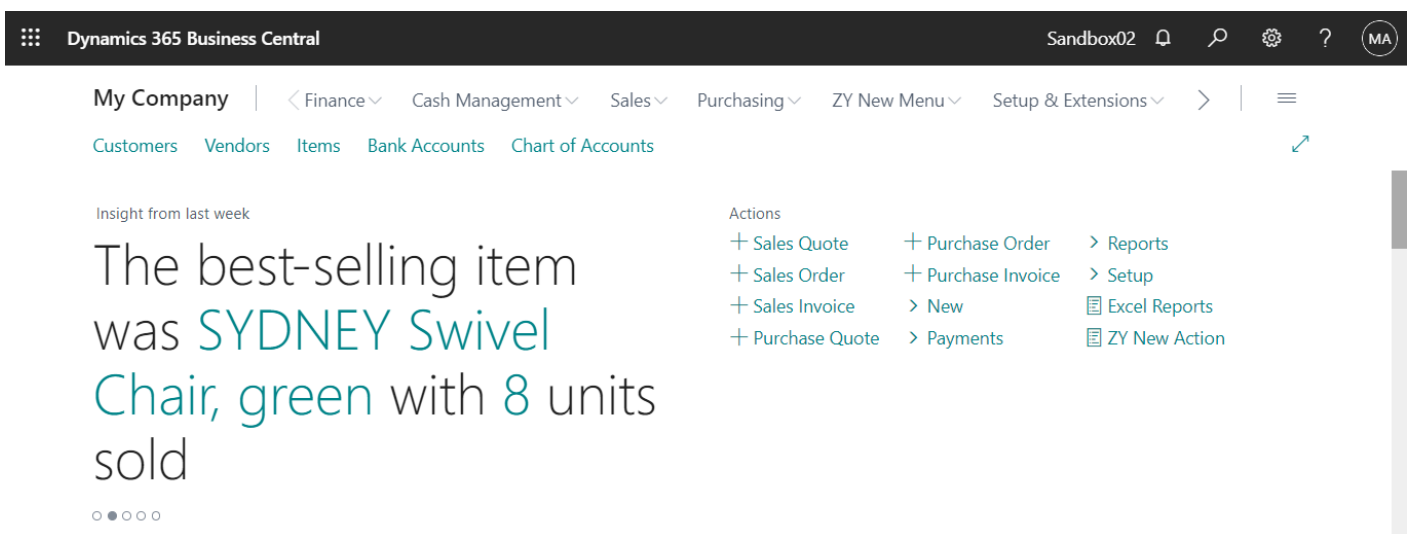 Dynamics 365 Business Central Sandbox02 ? MA
My Company Finance Cash Management Sales Purchasing ZY New Menu Setup & Extensions
Customers Vendors Items Bank Accounts Chart of Accounts
Insight from last week
The best-selling item
was SYDNEY Swivel
Chair, green with 8 units
sold
Actions
+ Sales Quote + Purchase Order > Reports
+ Sales Order + Purchase Invoice > Setup
+ Sales Invoice > New Excel Reports
+ Purchase Quote > Payments ZY New Action